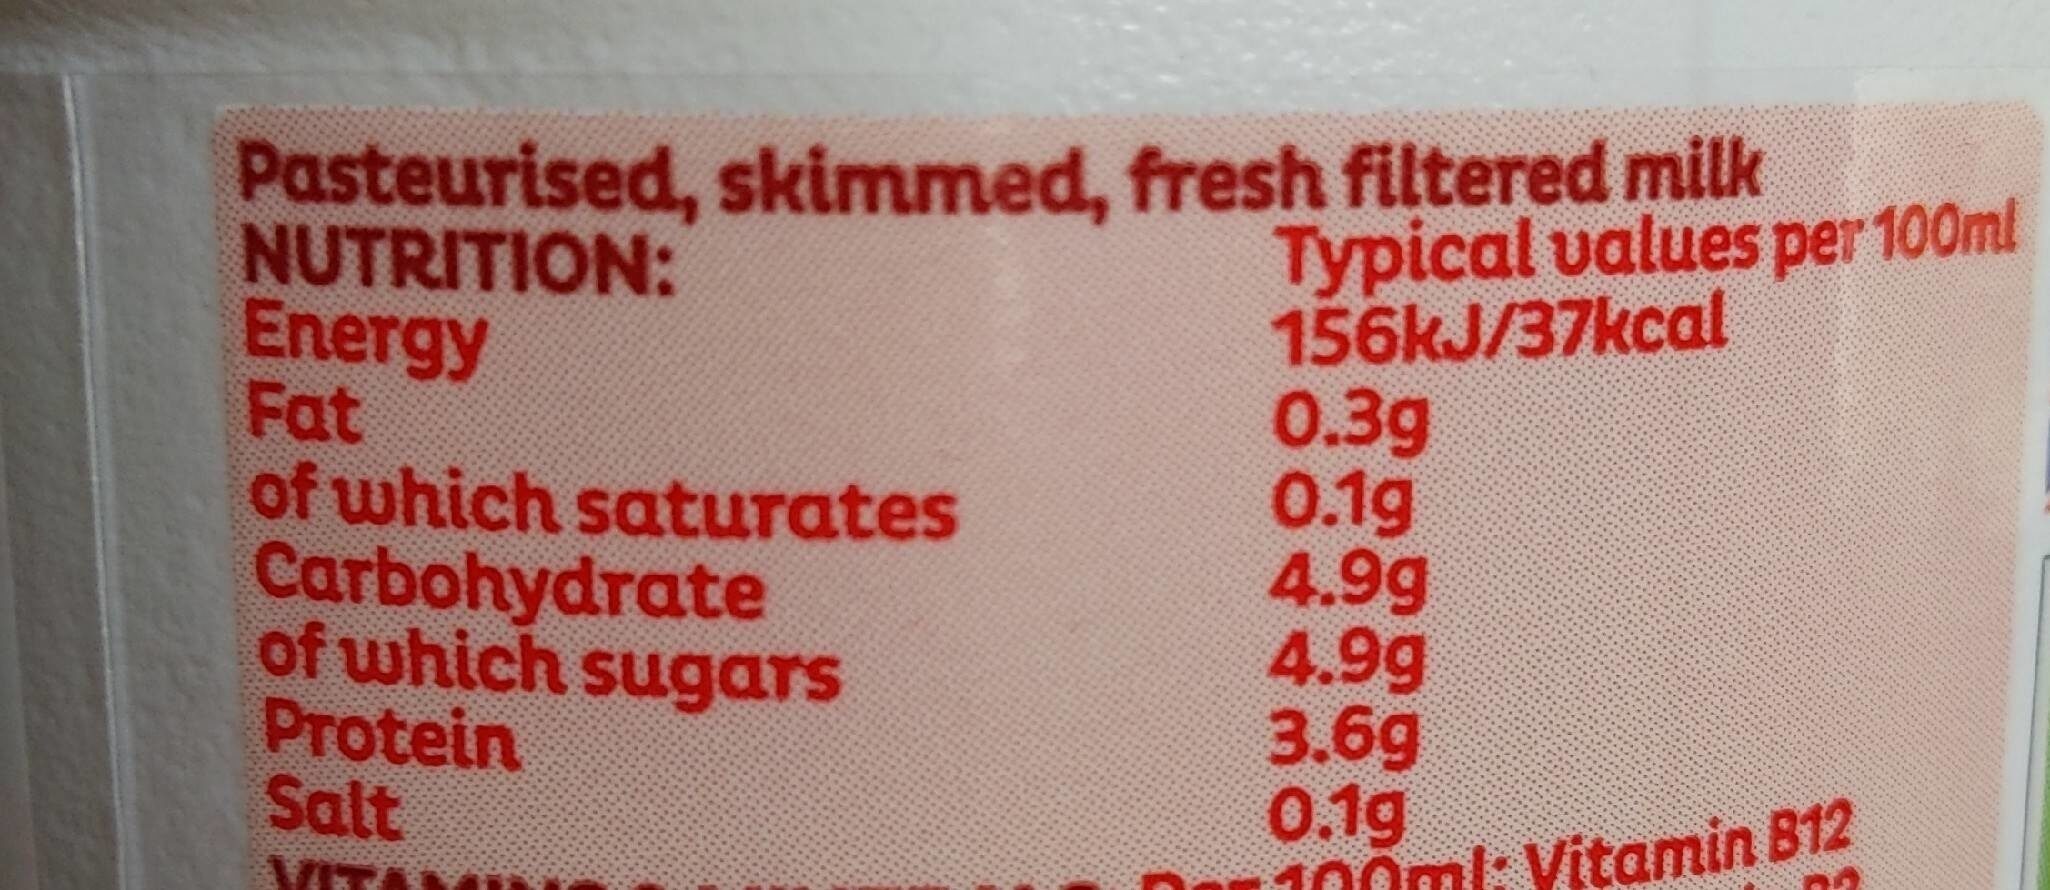 Pasteurised, skimmed, fresh filtered milk
NUTRITION: Typical values per 100ml
Energy 156kJ/37kcal
Fat 0.3g
of which saturates 0.1g
Carbohydrate 4.9g
of which sugars 4.9g
Protein 3.6g
Salt 0.1g
Per 100ml: Vitamin B12